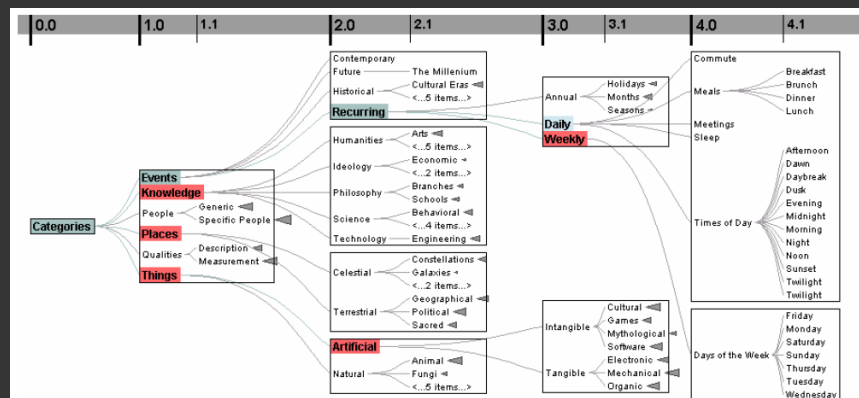 0.0 1.0 1.1 2.0 2.1 3.0 3.1 4.0 4.1
Categories
Events
Knowledge
People
Generic
Specific People
Places
Qualities
Description
Measurement
Things
Contemporary
Future
The Millenium
Historical
Cultural Eras
<...5 items...>
Recurring
Humanities
Arts
<...5 items...>
Ideology
Economic
<...2 items...>
Philosophy
Branches
Schools
Science
Behavioral
<...4 items...>
Technology
Engineering
Celestial
Constellations
Galaxies
<...2 items...>
Terrestrial
Geographical
Political
Sacred
Artificial
Natural
Animal
Fungi
<...5 items...>
Annual
Holidays
Months
Seasons
Daily
Weekly
Intangible
Cultural
Games
Mythological
Software
Tangible
Electronic
Mechanical
Organic
Commute
Meals
Breakfast
Brunch
Dinner
Lunch
Meetings
Sleep
Times of Day
Afternoon
Dawn
Daybreak
Dusk
Evening
Midnight
Morning
Night
Noon
Sunset
Twilight
Twilight
Days of the Week
Friday
Monday
Saturday
Sunday
Thursday
Tuesday
Wednesday